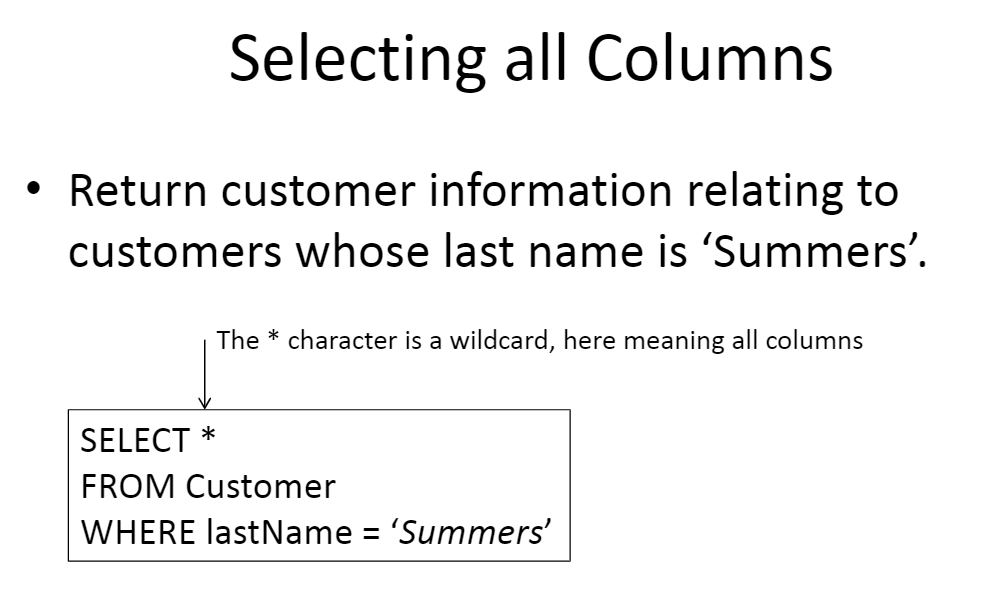 Selecting all Columns
• Return customer information relating to
customers whose last name is ‘Summers’.
The * character is a wildcard, here meaning all columns
SELECT *
FROM Customer
WHERE lastName = ‘Summers’